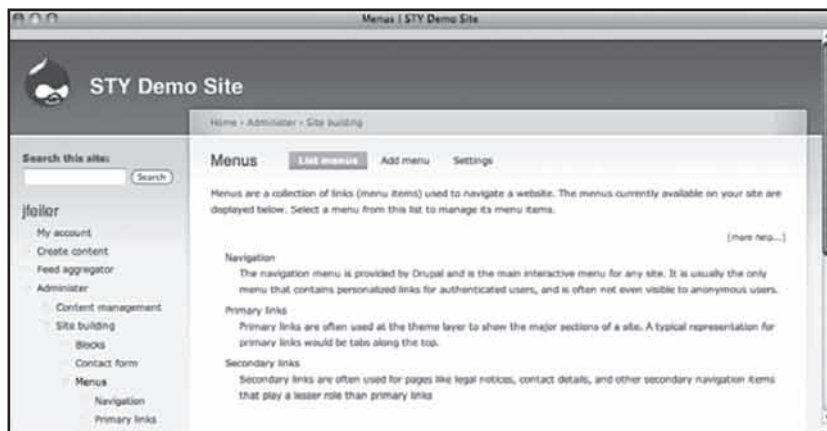 Menus | STY Demo Site
STY Demo Site
Home › Administer › Site building
Search this site:
Search
jfeiler
My account
Create content
Feed aggregator
Administer
Content management
Site building
Blocks
Contact form
Menus
Navigation
Primary links
Menus
List menus
Add menu
Settings
Menus are a collection of links (menu items) used to navigate a website. The menus currently available on your site are
displayed below. Select a menu from this list to manage its menu items.
[more help...]
Navigation
The navigation menu is provided by Drupal and is the main interactive menu for any site. It is usually the only
menu that contains personalized links for authenticated users, and is often not even visible to anonymous users.
Primary links
Primary links are often used at the theme layer to show the major sections of a site. A typical representation for
primary links would be tabs along the top.
Secondary links
Secondary links are often used for pages like legal notices, contact details, and other secondary navigation items
that play a lesser role than primary links